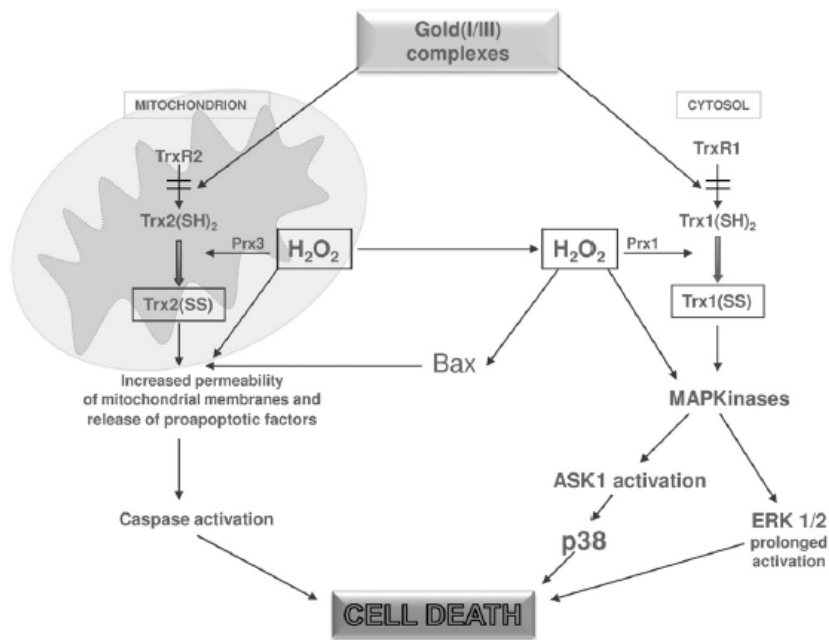 Gold(I/III)
complexes
MITOCHONDRION
CYTOSOL
TrxR2
TrxR1
Trx2(SH)₂
Trx1(SH)₂
Prx3
H₂O₂
H₂O₂
Prx1
Trx2(SS)
Trx1(SS)
Bax
Increased permeability
of mitochondrial membranes and
release of proapoptotic factors
MAPKinases
ASK1 activation
Caspase activation
p38
ERK 1/2
prolonged
activation
CELL DEATH